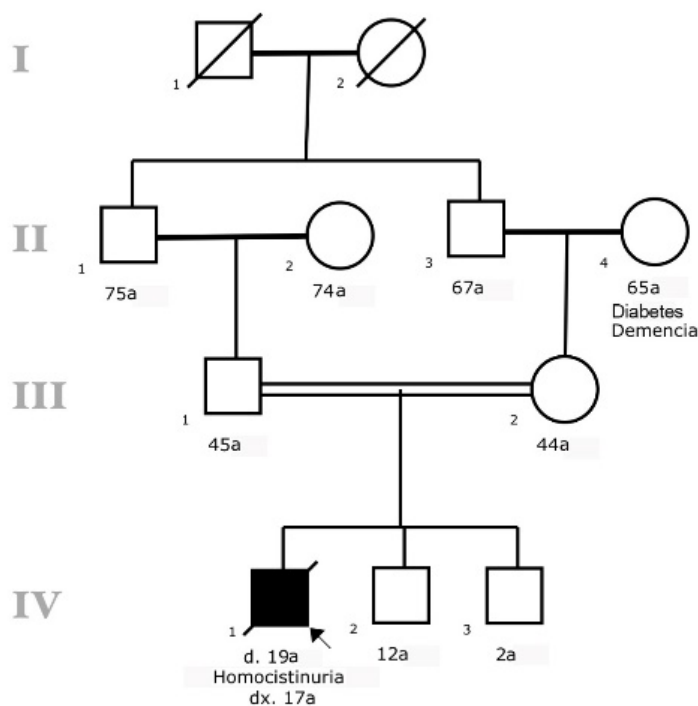 I
1
2
II
1
2
3
4
75a
74a
67a
65a
Diabetes
Demencia
III
1
2
45a
44a
IV
1
2
3
d. 19a
12a
2a
Homocistinuria
dx. 17a